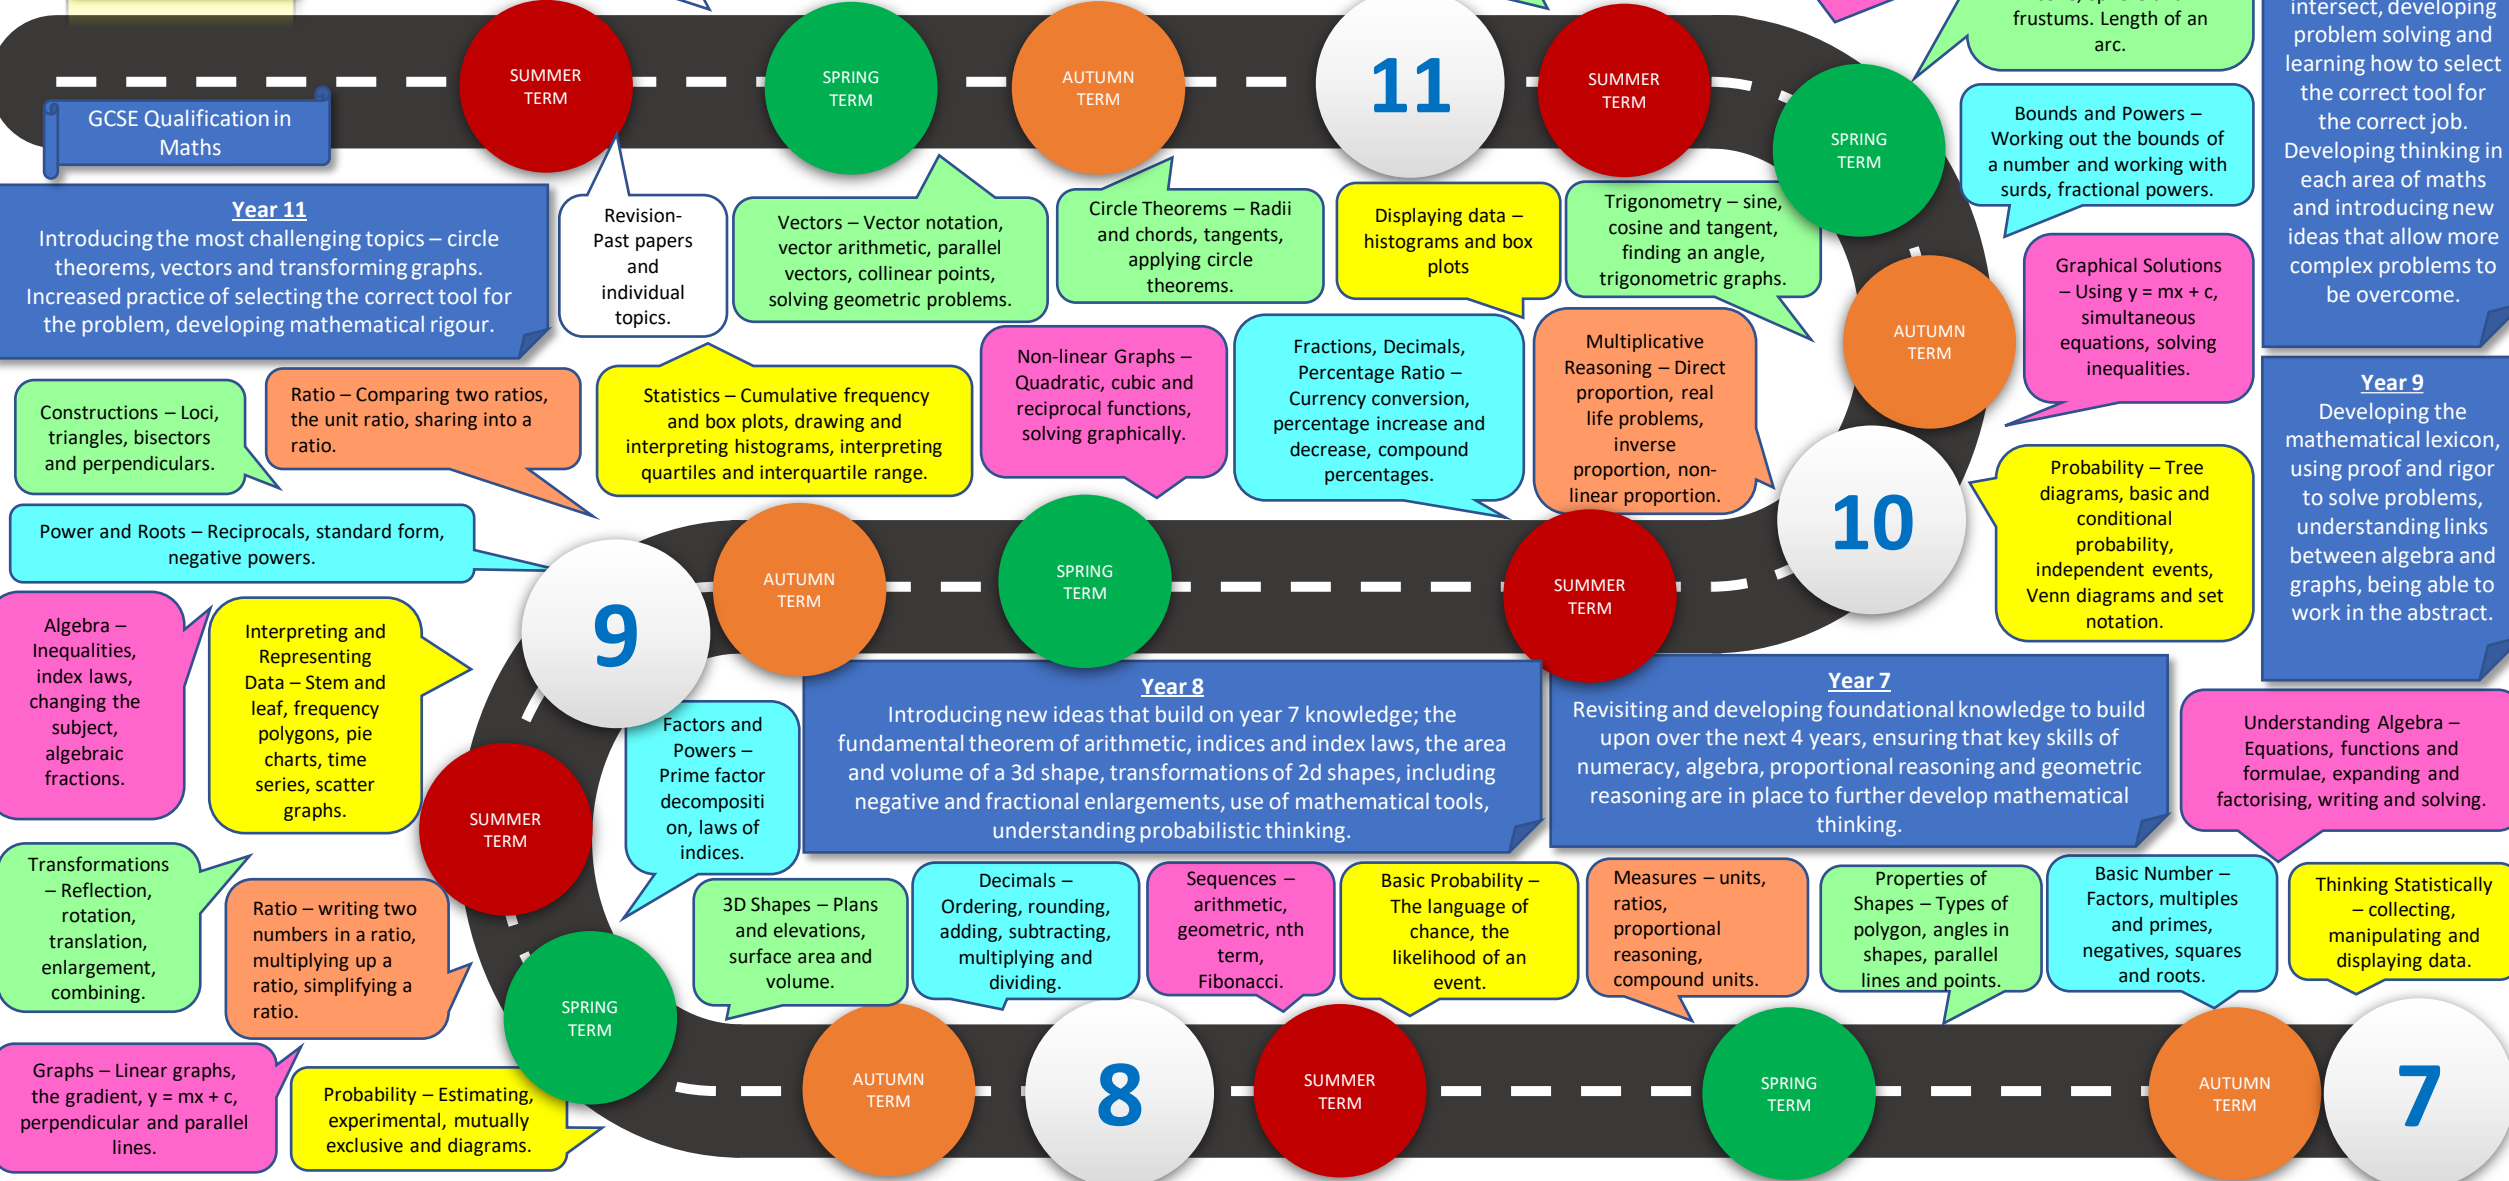 frustums. Length of an
arc.
intersect, developing
problem solving and
learning how to select
the correct tool for
the correct job.
Developing thinking in
each area of maths
and introducing new
ideas that allow more
complex problems to
be overcome.
SUMMER
TERM
SPRING
TERM
AUTUMN
TERM
11
SUMMER
TERM
SPRING
TERM
GCSE Qualification in
Maths
Bounds and Powers –
Working out the bounds of
a number and working with
surds, fractional powers.
Year 11
Introducing the most challenging topics – circle
theorems, vectors and transforming graphs.
Increased practice of selecting the correct tool for
the problem, developing mathematical rigour.
Revision-
Past papers
and
individual
topics.
Vectors – Vector notation,
vector arithmetic, parallel
vectors, collinear points,
solving geometric problems.
Circle Theorems – Radii
and chords, tangents,
applying circle
theorems.
Displaying data –
histograms and box
plots
Trigonometry – sine,
cosine and tangent,
finding an angle,
trigonometric graphs.
AUTUMN
TERM
Graphical Solutions
– Using y = mx + c,
simultaneous
equations, solving
inequalities.
Constructions – Loci,
triangles, bisectors
and perpendiculars.
Ratio – Comparing two ratios,
the unit ratio, sharing into a
ratio.
Statistics – Cumulative frequency
and box plots, drawing and
interpreting histograms, interpreting
quartiles and interquartile range.
Non-linear Graphs –
Quadratic, cubic and
reciprocal functions,
solving graphically.
Fractions, Decimals,
Percentage Ratio –
Currency conversion,
percentage increase and
decrease, compound
percentages.
Multiplicative
Reasoning – Direct
proportion, real
life problems,
inverse
proportion, non-
linear proportion.
Year 9
Developing the
mathematical lexicon,
using proof and rigor
to solve problems,
understanding links
between algebra and
graphs, being able to
work in the abstract.
Power and Roots – Reciprocals, standard form,
negative powers.
9
AUTUMN
TERM
SPRING
TERM
SUMMER
TERM
10
Probability – Tree
diagrams, basic and
conditional
probability,
independent events,
Venn diagrams and set
notation.
Algebra –
Inequalities,
index laws,
changing the
subject,
algebraic
fractions.
Interpreting and
Representing
Data – Stem and
leaf, frequency
polygons, pie
charts, time
series, scatter
graphs.
SUMMER
TERM
Factors and
Powers –
Prime factor
decompositi
on, laws of
indices.
Year 8
Introducing new ideas that build on year 7 knowledge; the
fundamental theorem of arithmetic, indices and index laws, the area
and volume of a 3d shape, transformations of 2d shapes, including
negative and fractional enlargements, use of mathematical tools,
understanding probabilistic thinking.
Year 7
Revisiting and developing foundational knowledge to build
upon over the next 4 years, ensuring that key skills of
numeracy, algebra, proportional reasoning and geometric
reasoning are in place to further develop mathematical
thinking.
Understanding Algebra –
Equations, functions and
formulae, expanding and
factorising, writing and solving.
Transformations
– Reflection,
rotation,
translation,
enlargement,
combining.
Ratio – writing two
numbers in a ratio,
multiplying up a
ratio, simplifying a
ratio.
SPRING
TERM
3D Shapes – Plans
and elevations,
surface area and
volume.
Decimals –
Ordering, rounding,
adding, subtracting,
multiplying and
dividing.
Sequences –
arithmetic,
geometric, nth
term,
Fibonacci.
Basic Probability –
The language of
chance, the
likelihood of an
event.
Measures – units,
ratios,
proportional
reasoning,
compound units.
Properties of
Shapes – Types of
polygon, angles in
shapes, parallel
lines and points.
Basic Number –
Factors, multiples
and primes,
negatives, squares
and roots.
Thinking Statistically
– collecting,
manipulating and
displaying data.
Graphs – Linear graphs,
the gradient, y = mx + c,
perpendicular and parallel
lines.
Probability – Estimating,
experimental, mutually
exclusive and diagrams.
AUTUMN
TERM
8
SUMMER
TERM
SPRING
TERM
AUTUMN
TERM
7